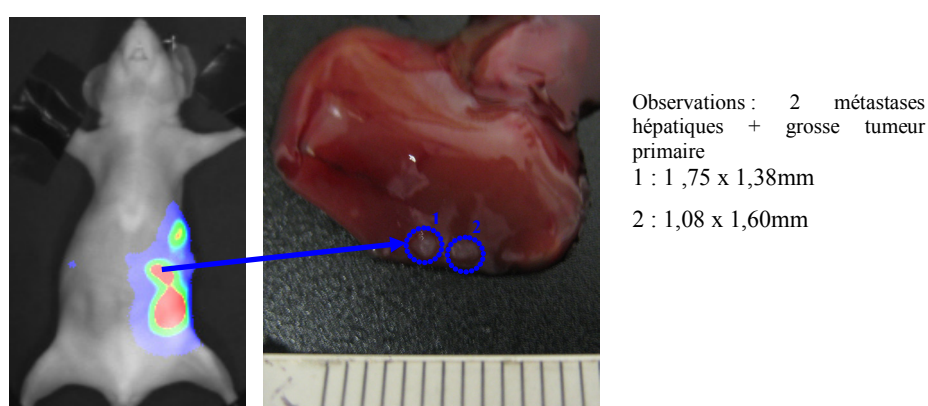 Observations : 2 métastases
hépatiques + grosse tumeur
primaire
1 : 1 ,75 x 1,38mm
2 : 1,08 x 1,60mm
1
2